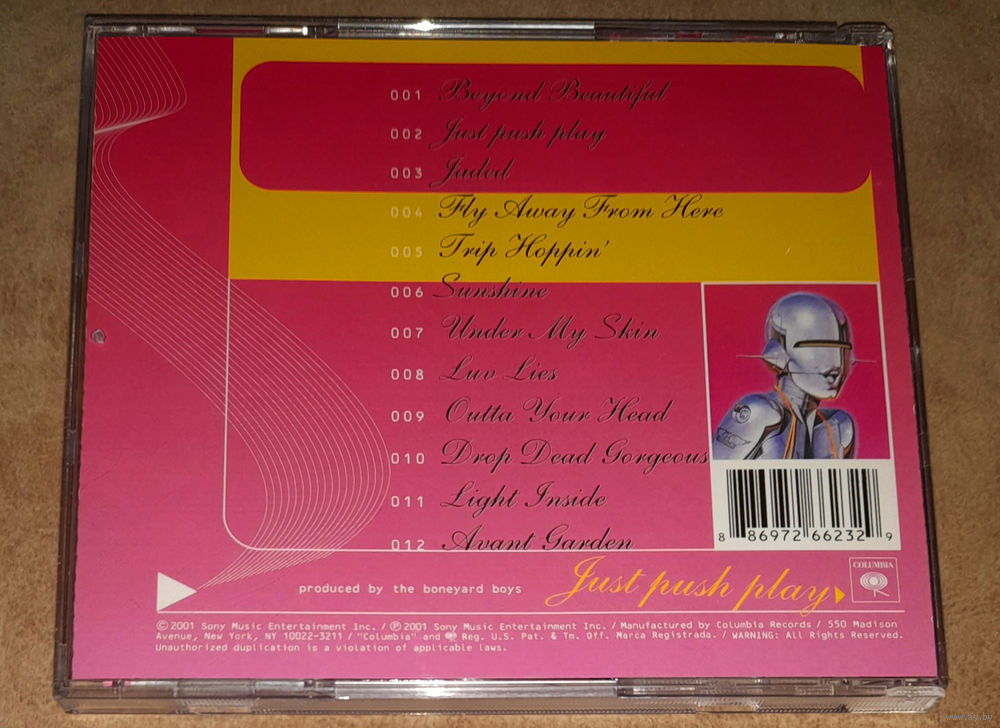 001 Beyond Beautiful
002 Just push play
003 Jaded
004 Fly Away From Here
005 Trip Hoppin'
006 Sunshine
007 Under My Skin
008 Luv Lies
009 Outta Your Head
010 Drop Dead Gorgeous
011 Light Inside
012 Avant Garden
8 86972 66232 9
produced by the boneyard boys
Just push play
COLUMBIA
© 2001 Sony Music Entertainment Inc. / ℗ 2001 Sony Music Entertainment Inc. / Manufactured by Columbia Records / 550 Madison
Avenue, New York, NY 10022-3211 / "Columbia" and Reg. U.S. Pat. & Tm. Off. Marca Registrada. / WARNING: All Rights Reserved.
Unauthorized duplication is a violation of applicable laws.
www.ay.by